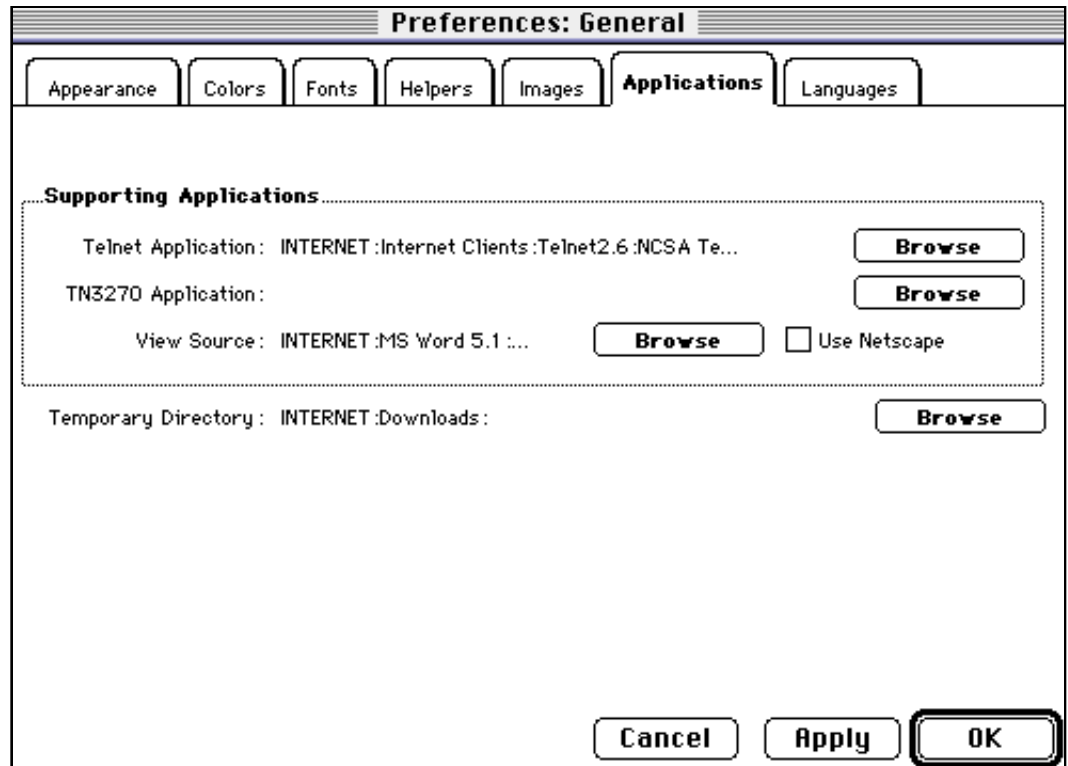 Preferences: General
Appearance Colors Fonts Helpers Images Applications Languages
Supporting Applications
Telnet Application: INTERNET:Internet Clients:Telnet2.6:NCSA Te... Browse
TN3270 Application: Browse
View Source: INTERNET:MS Word 5.1:... Browse Use Netscape
Temporary Directory: INTERNET:Downloads: Browse
Cancel Apply OK